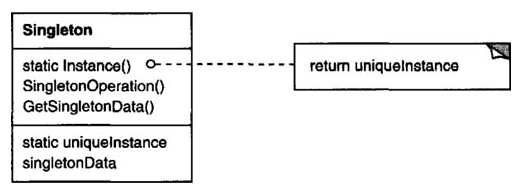 Singleton
static Instance()
return uniqueInstance
SingletonOperation()
GetSingletonData()
static uniqueInstance
singletonData